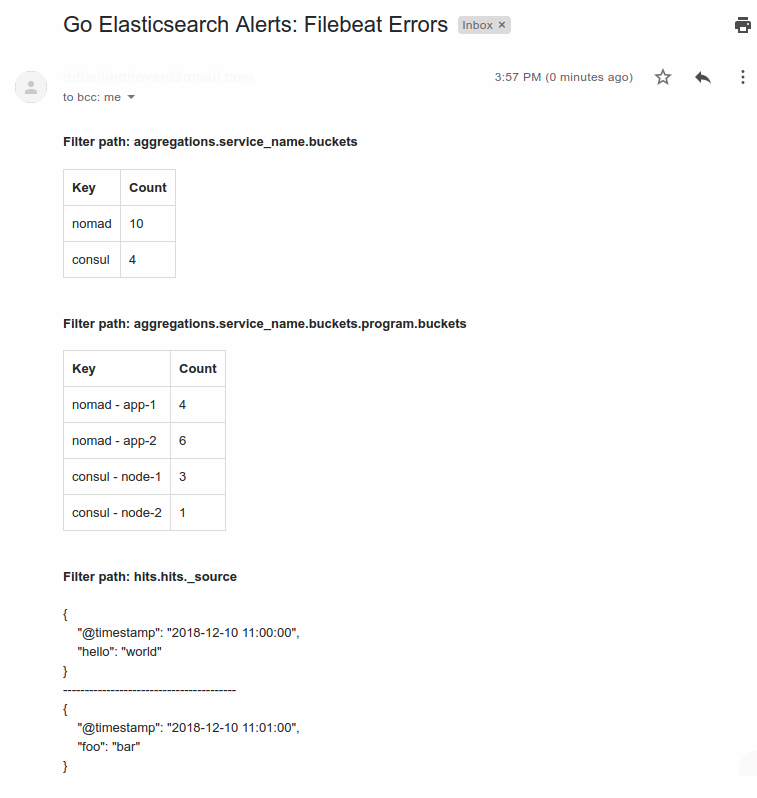 Go Elasticsearch Alerts: Filebeat Errors Inbox ×
3:57 PM (0 minutes ago)
to bcc: me
Filter path: aggregations.service_name.buckets
Key Count
nomad 10
consul 4
Filter path: aggregations.service_name.buckets.program.buckets
Key Count
nomad - app-1 4
nomad - app-2 6
consul - node-1 3
consul - node-2 1
Filter path: hits.hits._source
{
"@timestamp": "2018-12-10 11:00:00",
"hello": "world"
}
----------------------------------------
{
"@timestamp": "2018-12-10 11:01:00",
"foo": "bar"
}